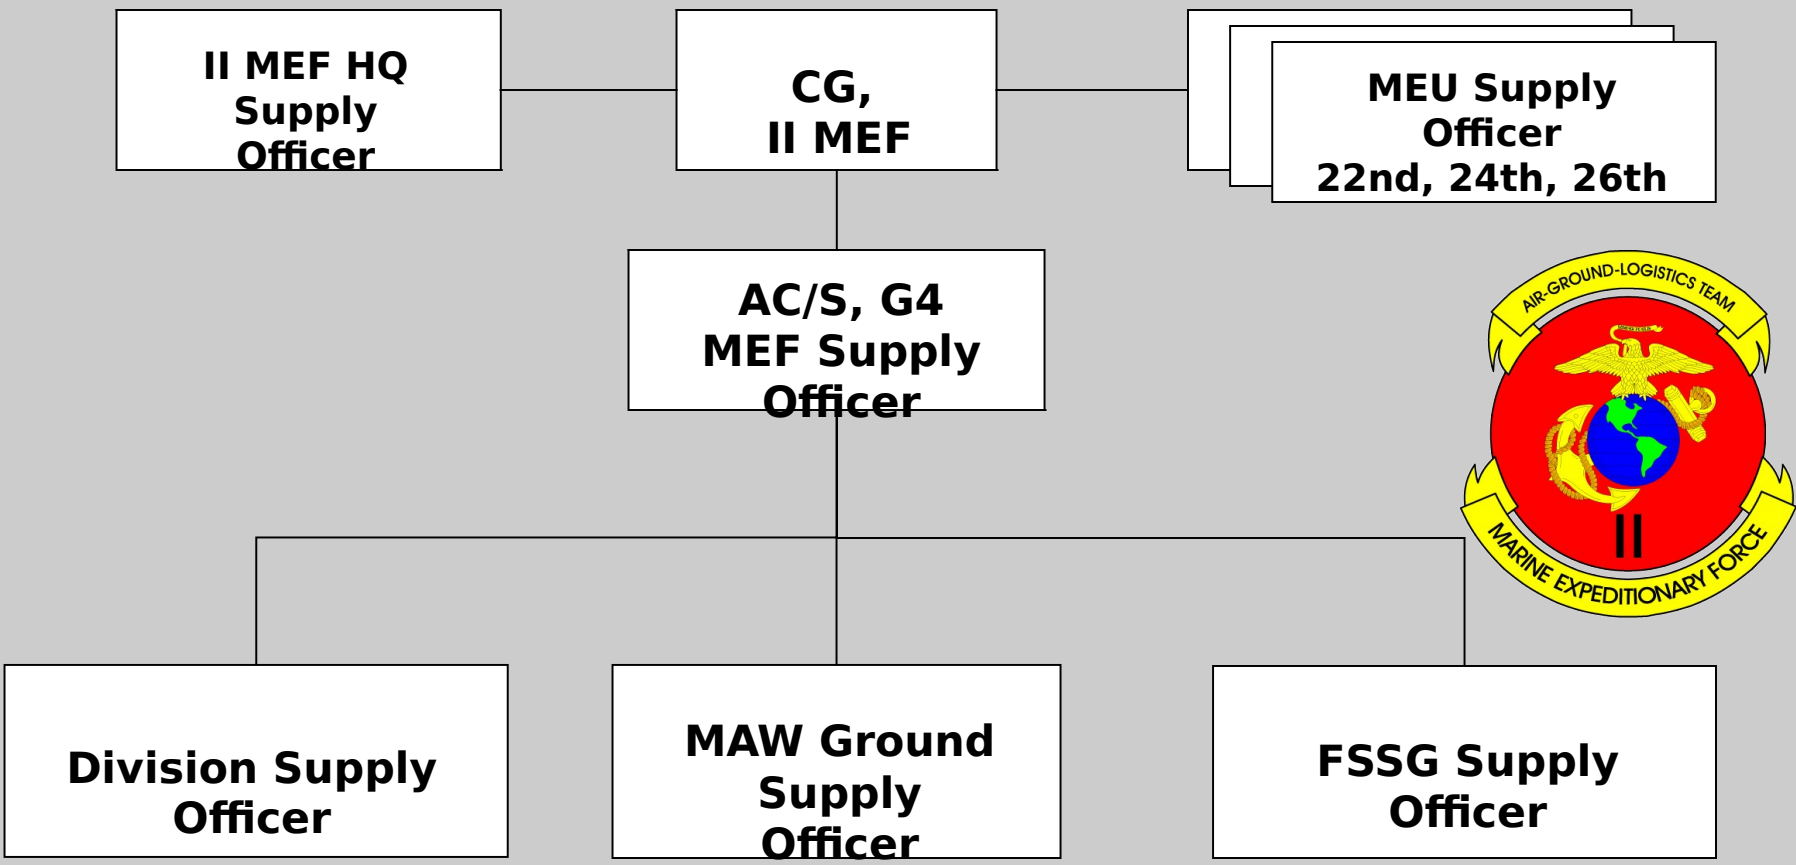 II MEF HQ
Supply
Officer
CG,
II MEF
MEU Supply
Officer
22nd, 24th, 26th
AC/S, G4
MEF Supply
Officer
AIR-GROUND-LOGISTICS TEAM
II
MARINE EXPEDITIONARY FORCE
Division Supply
Officer
MAW Ground
Supply
Officer
FSSG Supply
Officer